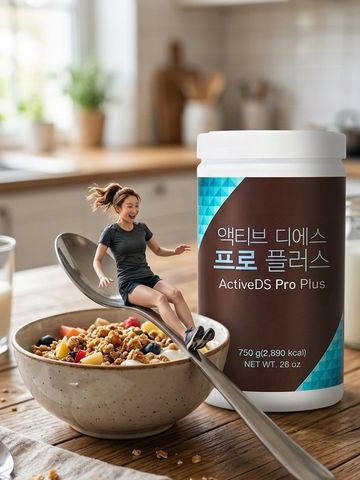 액티브 디에스
프로 플러스
ActiveDS Pro Plus
750 g(2,890 kcal)
NET WT. 26 oz